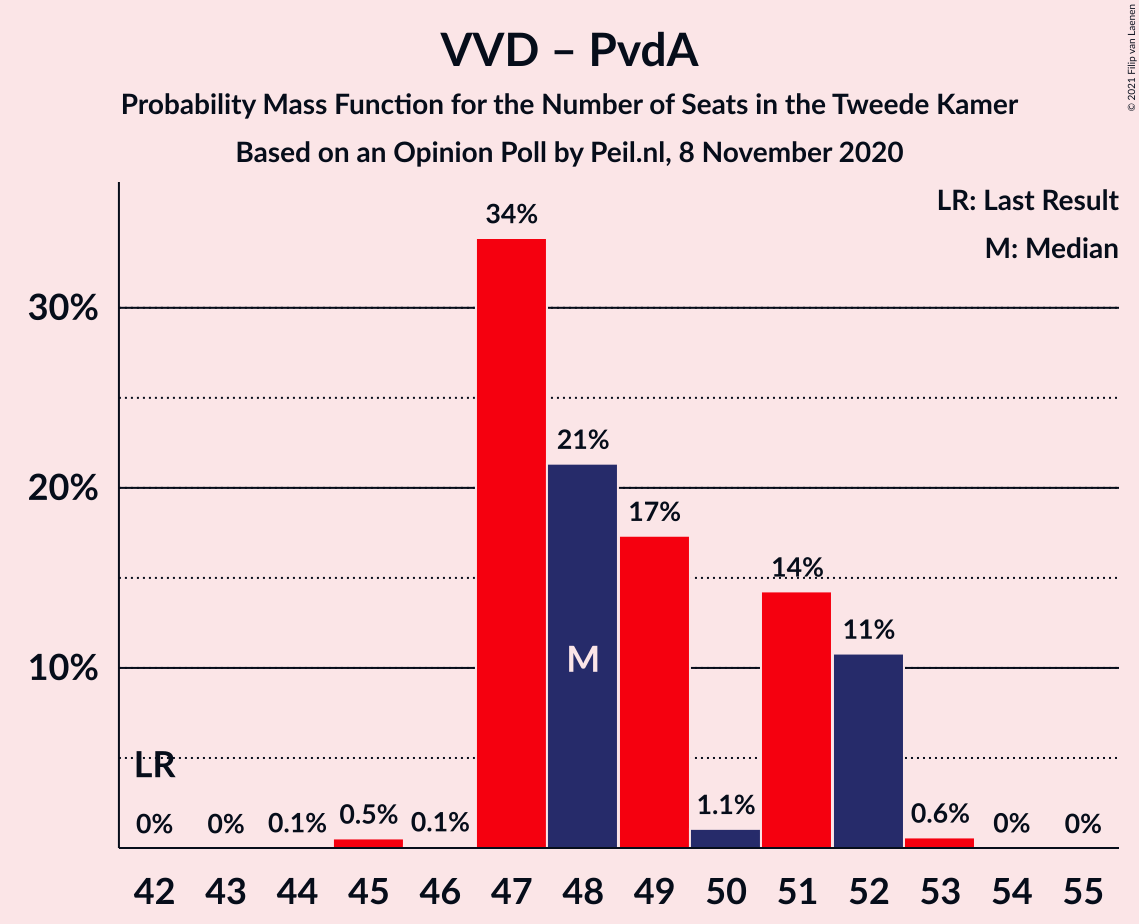 VVD – PvdA
Probability Mass Function for the Number of Seats in the Tweede Kamer
Based on an Opinion Poll by Peil.nl, 8 November 2020
© 2021 Filip van Laenen
LR: Last Result
M: Median
30%
20%
10%
34%
21%
17%
14%
11%
M
LR
0%
0%
0.1%
0.5%
0.1%
1.1%
0.6%
0%
0%
42 43 44 45 46 47 48 49 50 51 52 53 54 55